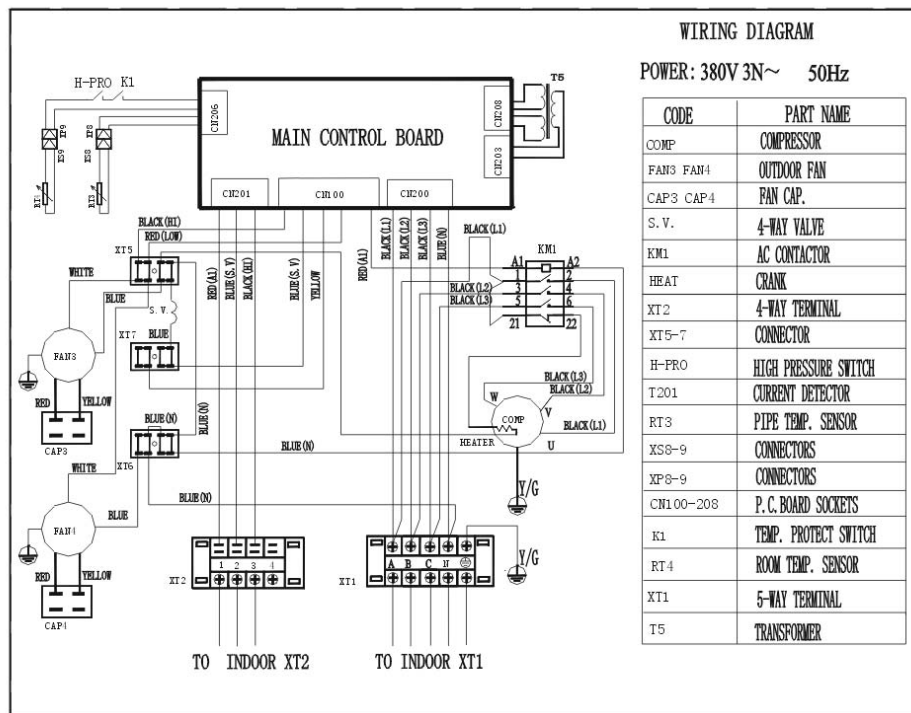 WIRING DIAGRAM
POWER: 380V 3N~ 50Hz
CODE PART NAME
COMP COMPRESSOR
FAN3 FAN4 OUTDOOR FAN
CAP3 CAP4 FAN CAP.
S.V. 4-WAY VALVE
KM1 AC CONTACTOR
HEAT CRANK
XT2 4-WAY TERMINAL
XT5-7 CONNECTOR
H-PRO HIGH PRESSURE SWITCH
T201 CURRENT DETECTOR
RT3 PIPE TEMP. SENSOR
XS8-9 CONNECTORS
XP8-9 CONNECTORS
CN100-208 P.C.BOARD SOCKETS
K1 TEMP. PROTECT SWITCH
RT4 ROOM TEMP. SENSOR
XT1 5-WAY TERMINAL
T5 TRANSFORMER
H-PRO K1
XP9
XS9
XP8
XS8
RT4
RT3
CN206
MAIN CONTROL BOARD
CN208
CN203
T5
CN201
CN100
CN200
BLACK(HI)
RED(LOW)
XT5
WHITE
BLUE
S.V.
XT7
BLUE
FAN3
RED
YELLOW
CAP3
BLUE(N)
XT6
BLUE(N)
WHITE
BLUE
FAN4
RED
YELLOW
CAP4
RED(A1)
BLUE(S.V)
BLACK(HI)
BLUE(S.V)
YELLOW
RED(A1)
BLACK(L1)
BLACK(L2)
BLACK(L3)
BLUE(N)
BLACK(L1)
BLACK(L2)
BLACK(L3)
KM1
A1 A2
1 2
3 4
5 6
21 22
BLACK(L3)
BLACK(L2)
BLACK(L1)
W
V
U
COMP
HEATER
BLUE(N)
BLUE(N)
Y/G
Y/G
XT2
1 2 3 4
XT1
A B C N
TO INDOOR XT2
TO INDOOR XT1